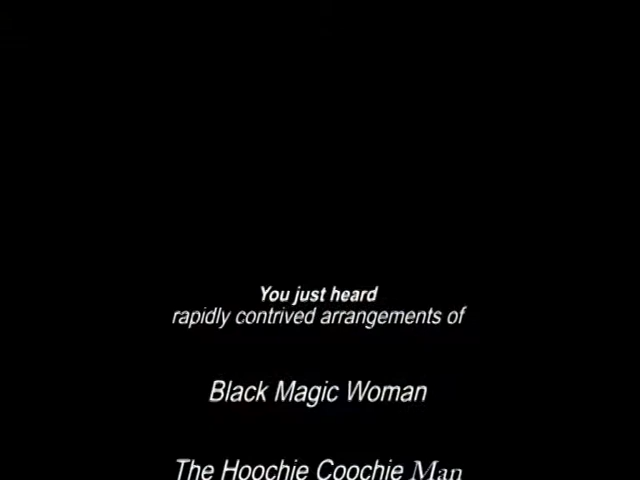 You just heard
rapidly contrived arrangements of
Black Magic Woman
The Hoochie Coochie Man